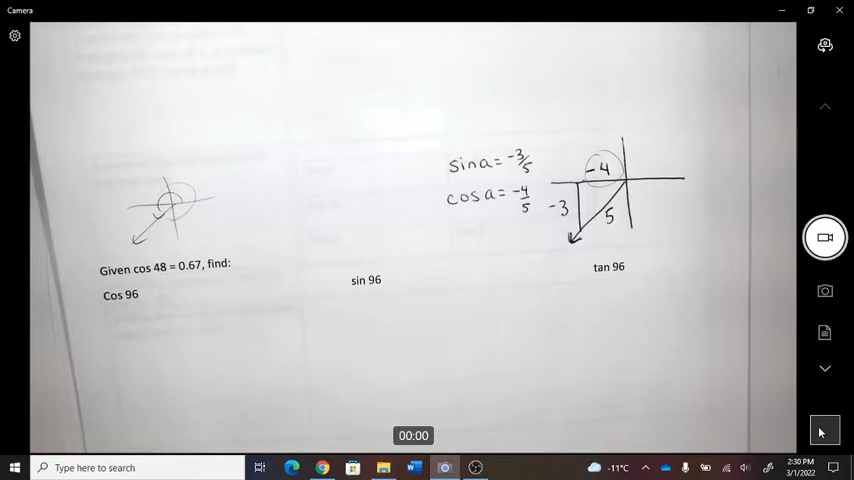 Camera
sin a = -3/5
-4
cos a = -4/5
-3
5
Given cos 48 = 0.67, find:
Cos 96
sin 96
tan 96
00:00
Type here to search
-11°C
2:30 PM
3/1/2022